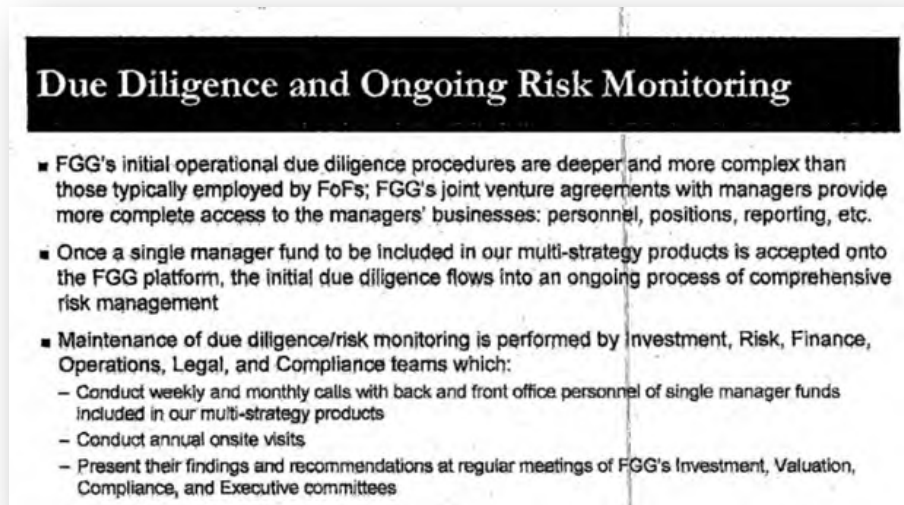 Due Diligence and Ongoing Risk Monitoring
■ FGG's initial operational due diligence procedures are deeper and more complex than
those typically employed by FoFs; FGG's joint venture agreements with managers provide
more complete access to the managers' businesses: personnel, positions, reporting, etc.
■ Once a single manager fund to be included in our multi-strategy products is accepted onto
the FGG platform, the initial due diligence flows into an ongoing process of comprehensive
risk management
■ Maintenance of due diligence/risk monitoring is performed by Investment, Risk, Finance,
Operations, Legal, and Compliance teams which:
– Conduct weekly and monthly calls with back and front office personnel of single manager funds
included in our multi-strategy products
– Conduct annual onsite visits
– Present their findings and recommendations at regular meetings of FGG's Investment, Valuation,
Compliance, and Executive committees